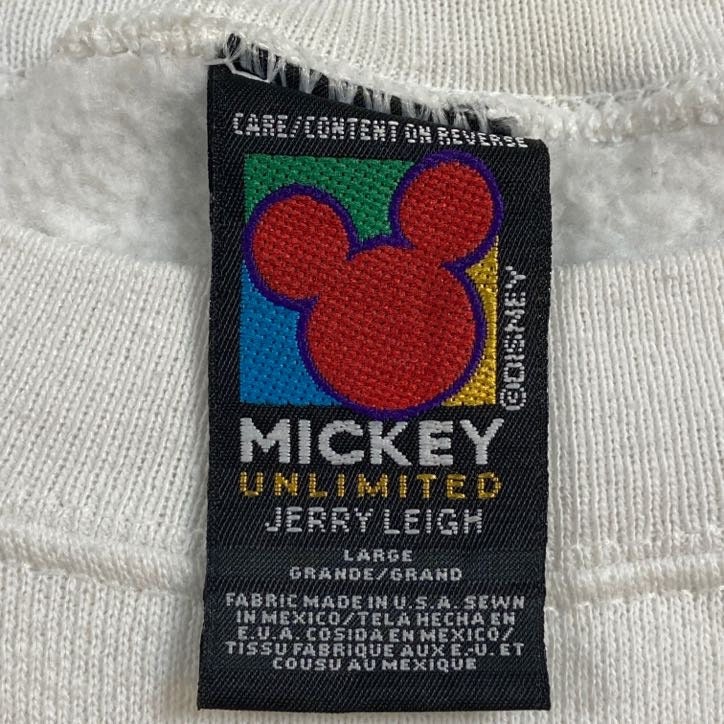 CARE/CONTENT ON REVERSE
©DISNEY
MICKEY
UNLIMITED
JERRY LEIGH
LARGE
GRANDE/GRAND
FABRIC MADE IN U.S.A. SEWN
IN MEXICO/TELA HECHA EN
E.U.A. COSIDA EN MEXICO/
TISSU FABRIQUE AUX E.-U. ET
COUSU AU MEXIQUE